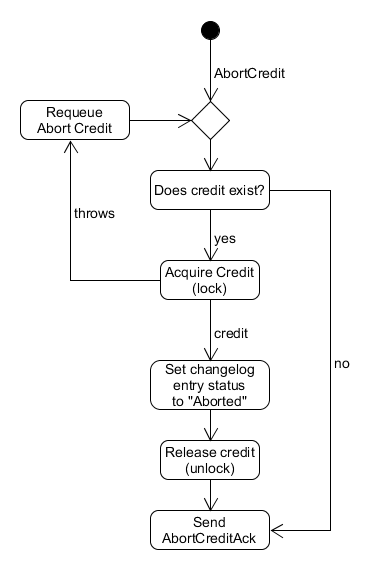 AbortCredit
Requeue
Abort Credit
Does credit exist?
throws
yes
Acquire Credit
(lock)
credit
no
Set changelog
entry status
to "Aborted"
Release credit
(unlock)
Send
AbortCreditAck